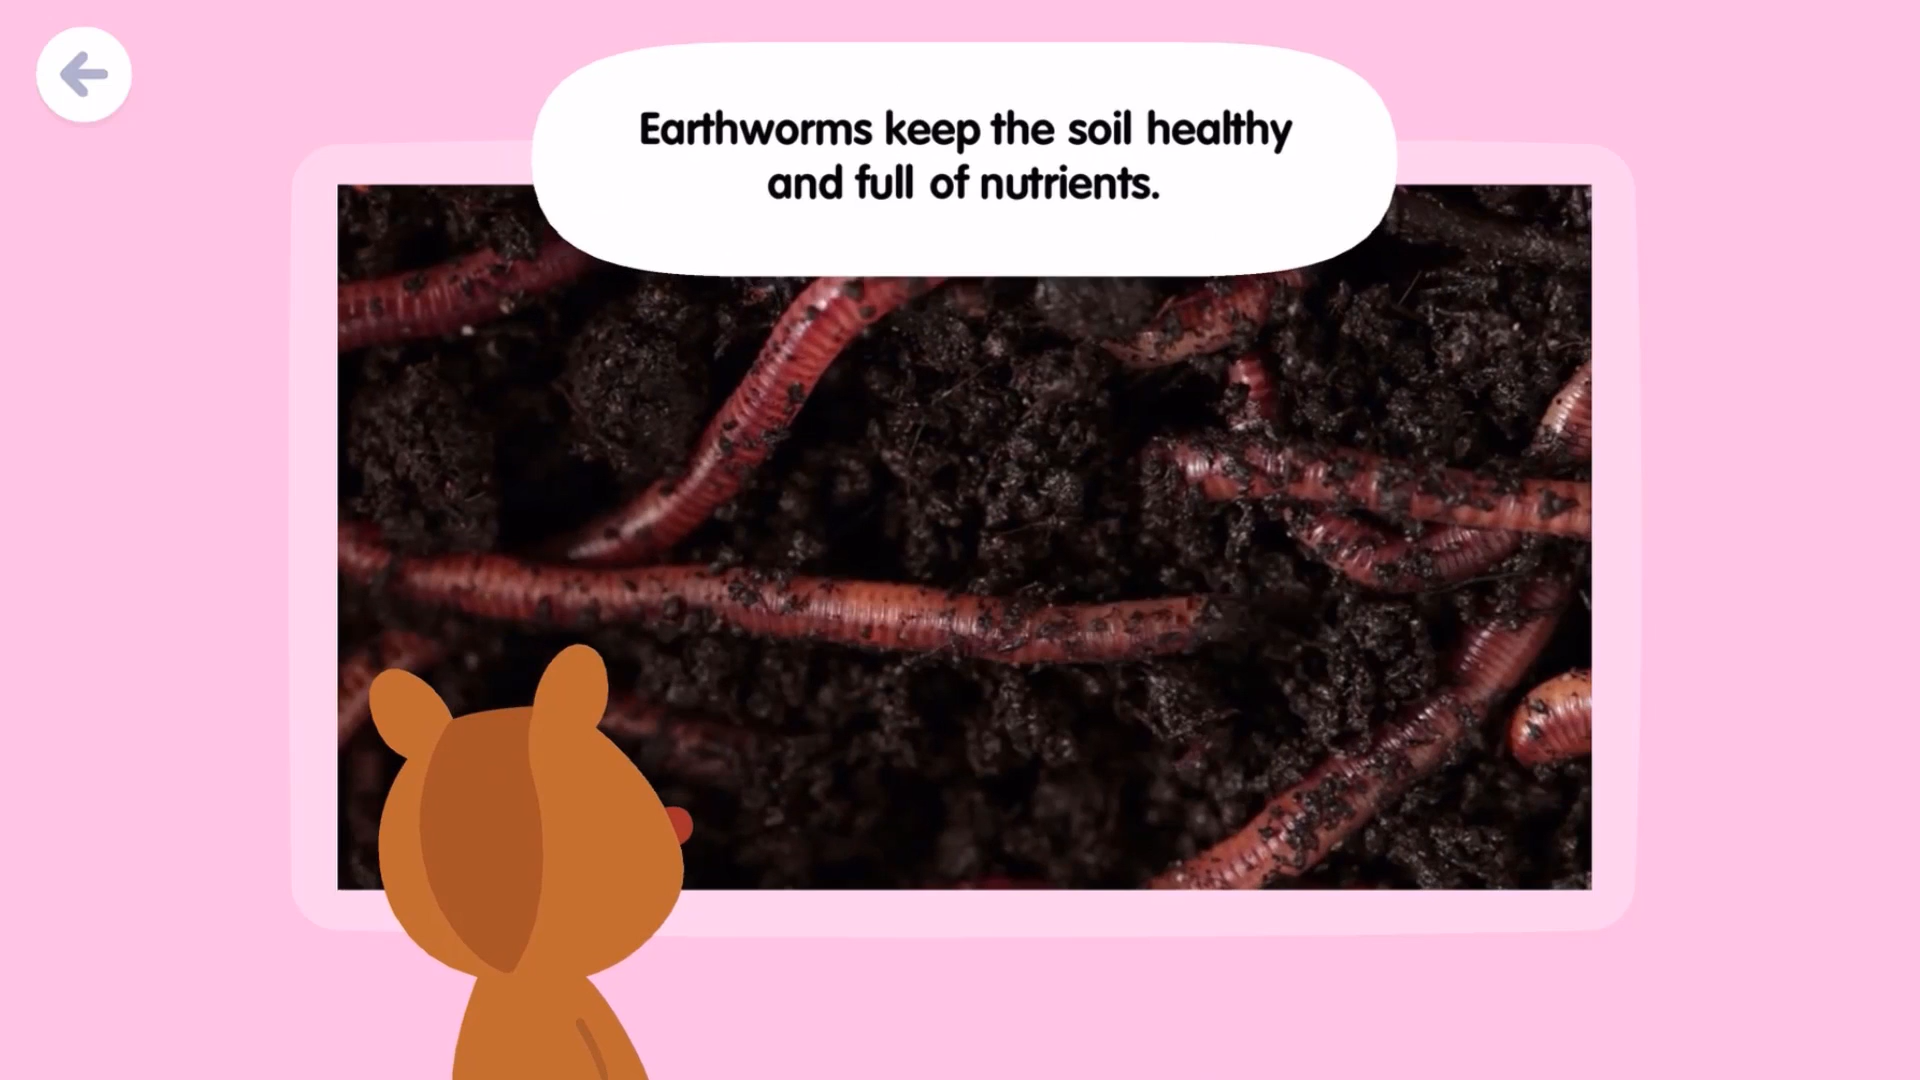 Earthworms keep the soil healthy
and full of nutrients.